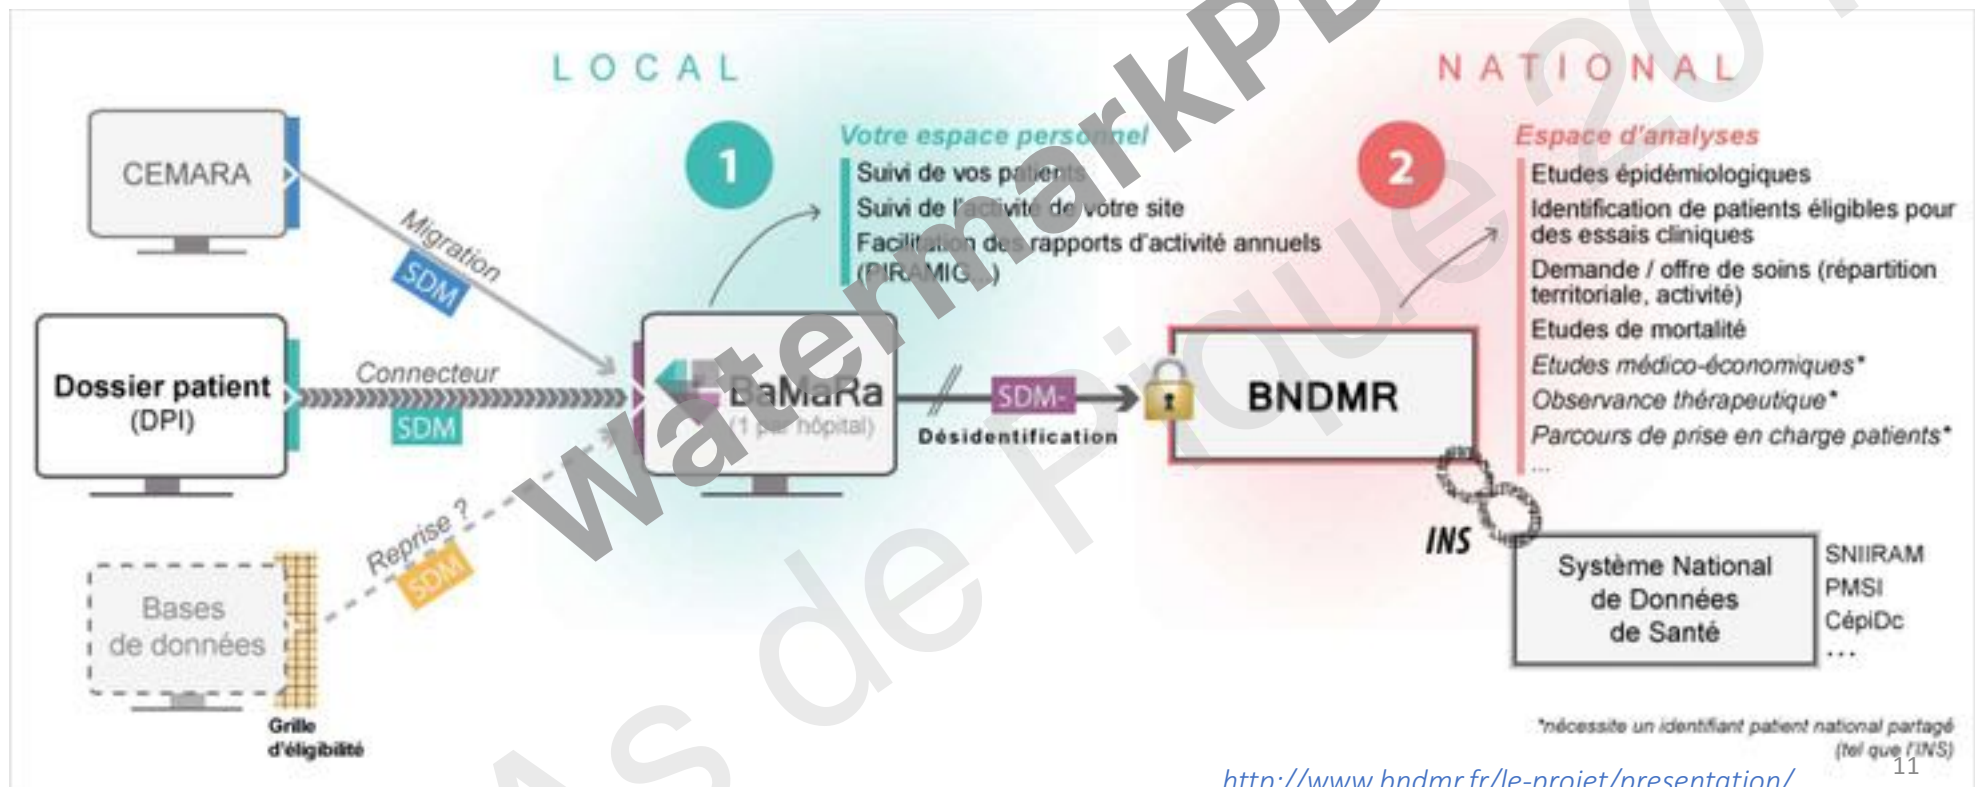 LOCAL
NATIONAL
CEMARA
Migration
SDM
Dossier patient
(DPI)
Connecteur
SDM
Reprise ?
SDM
Bases
de données
Grille
d'éligibilité
1
Votre espace personnel
Suivi de vos patients
Suivi de l'activité de votre site
Facilitation des rapports d'activité annuels
(PIRAMIG...)
BaMaRa
(1 par hôpital)
SDM-
Désidentification
2
Espace d'analyses
Etudes épidémiologiques
Identification de patients éligibles pour
des essais cliniques
Demande / offre de soins (répartition
territoriale, activité)
Etudes de mortalité
Etudes médico-économiques*
Observance thérapeutique*
Parcours de prise en charge patients*
...
BNDMR
INS
Système National
de Données
de Santé
SNIIRAM
PMSI
CépiDc
...
*nécessite un identifiant patient national partagé
(tel que l'INS)
http://www.bndmr.fr/le-projet/presentation/
11
As de Pique